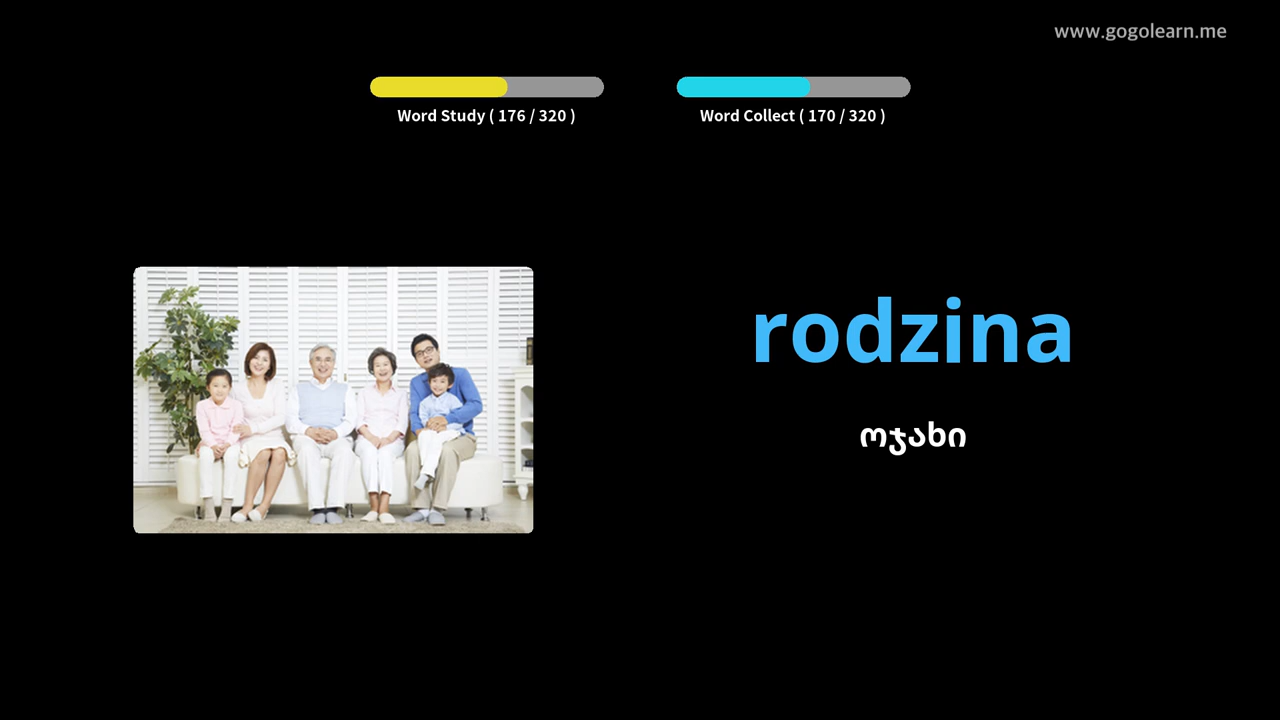 www.gogolearn.me
Word Study ( 176 / 320 )
Word Collect ( 170 / 320 )
rodzina
ოჯახი